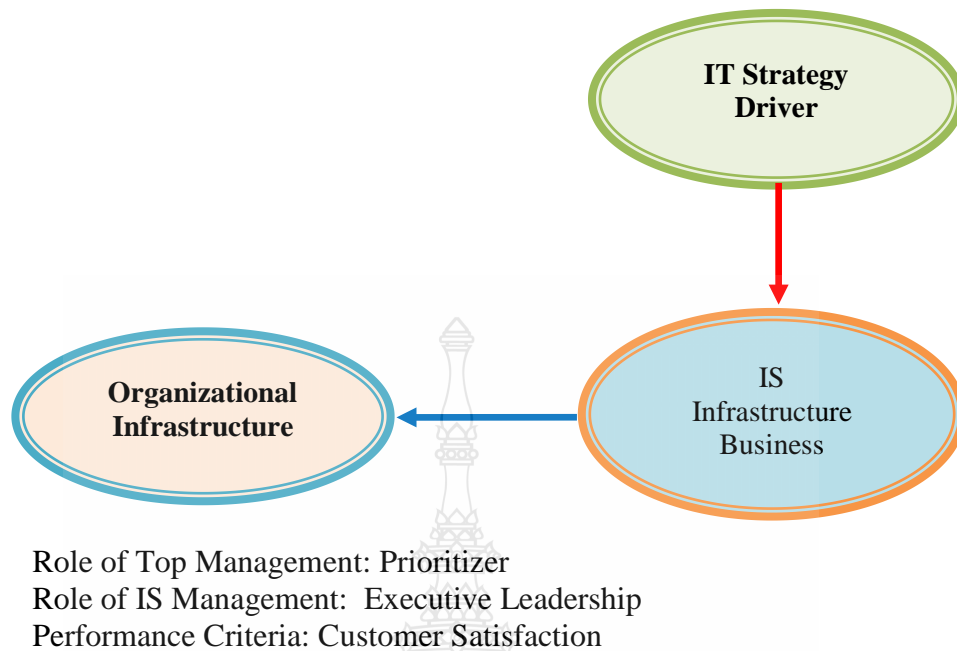 IT Strategy
Driver
Organizational
Infrastructure
IS
Infrastructure
Business
Role of Top Management: Prioritizer
Role of IS Management:  Executive Leadership
Performance Criteria: Customer Satisfaction